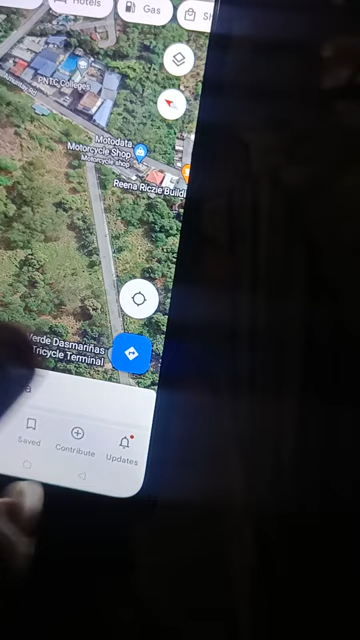 Hotels
Gas
Sh
PNTC Colleges
Motodata
Motorcycle Shop
Motorcycle shop
Reena Riczie Build
Verde Dasmariñas
Tricycle Terminal
Saved
Contribute
Updates